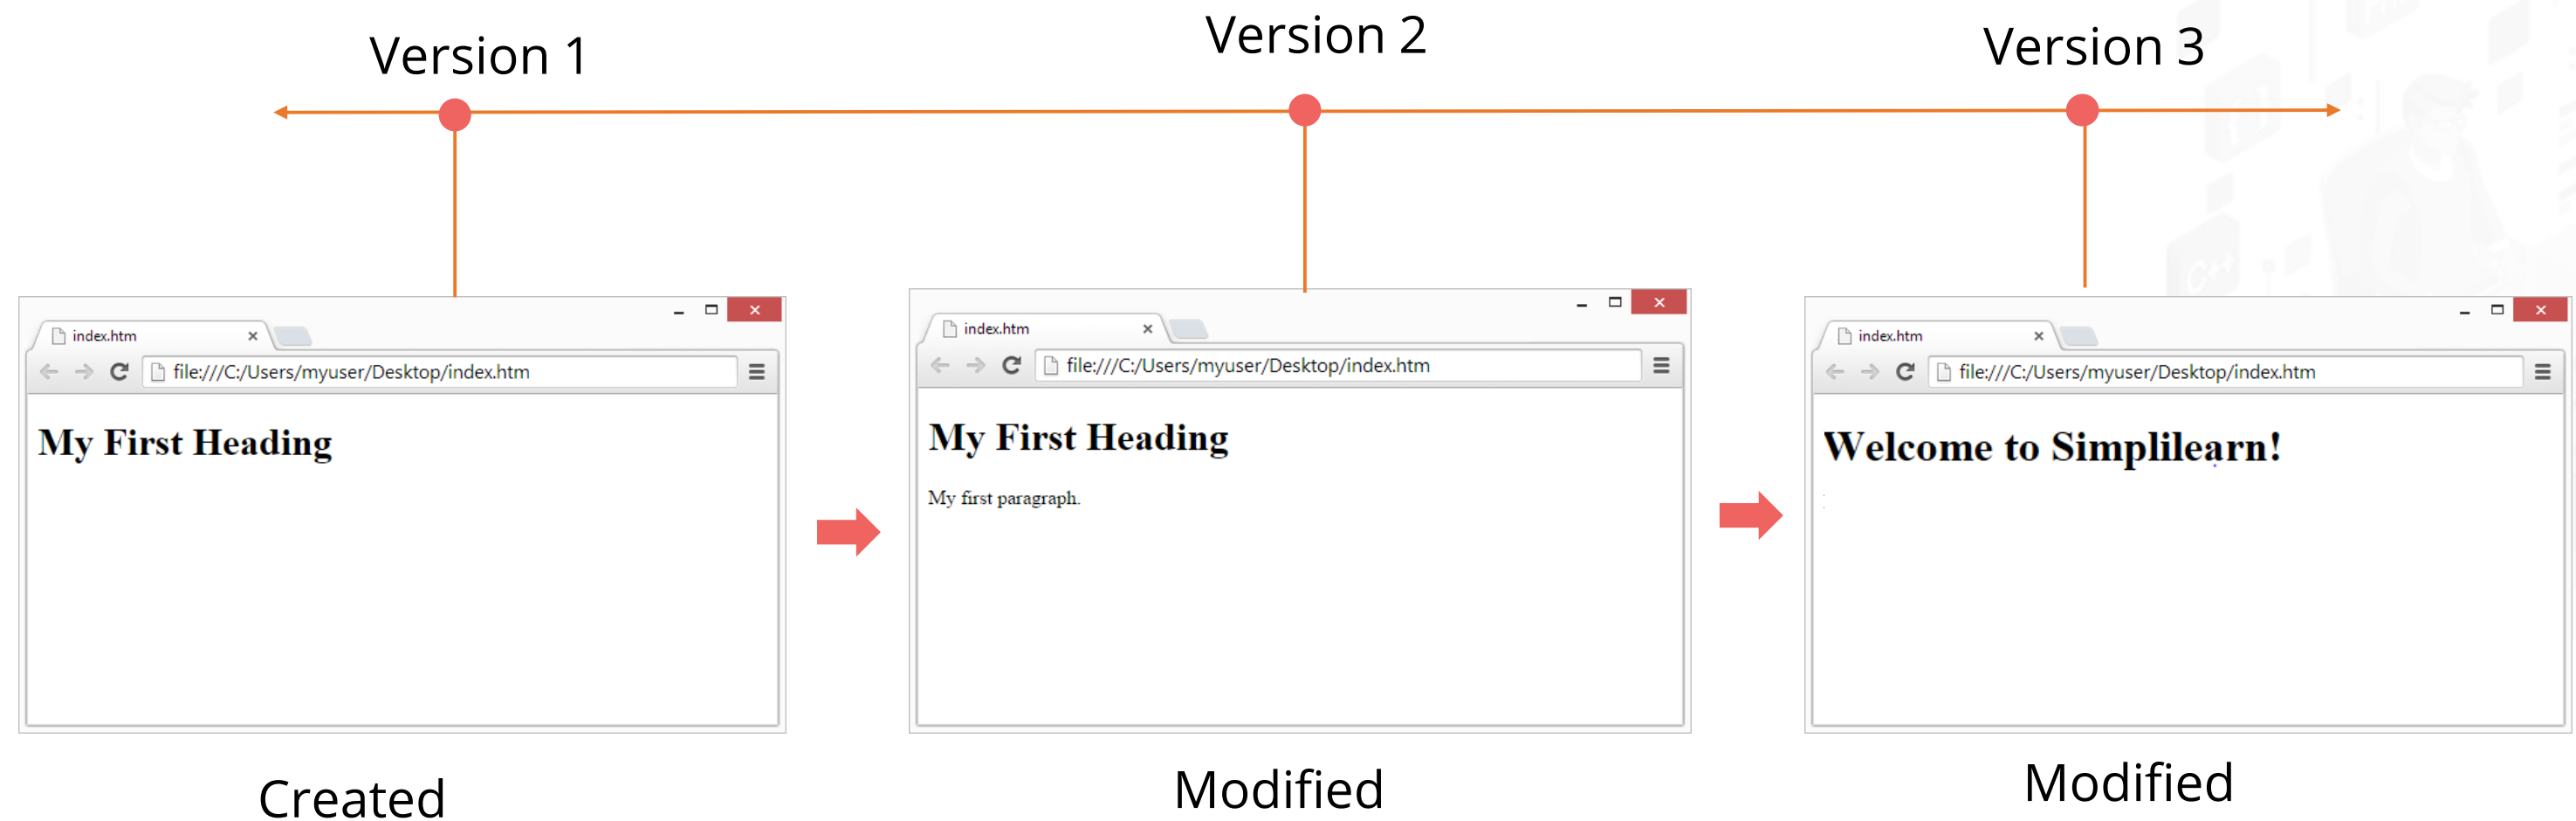 Version 1
Version 2
Version 3
index.htm
file:///C:/Users/myuser/Desktop/index.htm
My First Heading
index.htm
file:///C:/Users/myuser/Desktop/index.htm
My First Heading
My first paragraph.
index.htm
file:///C:/Users/myuser/Desktop/index.htm
Welcome to Simplilearn!
Created
Modified
Modified
C++